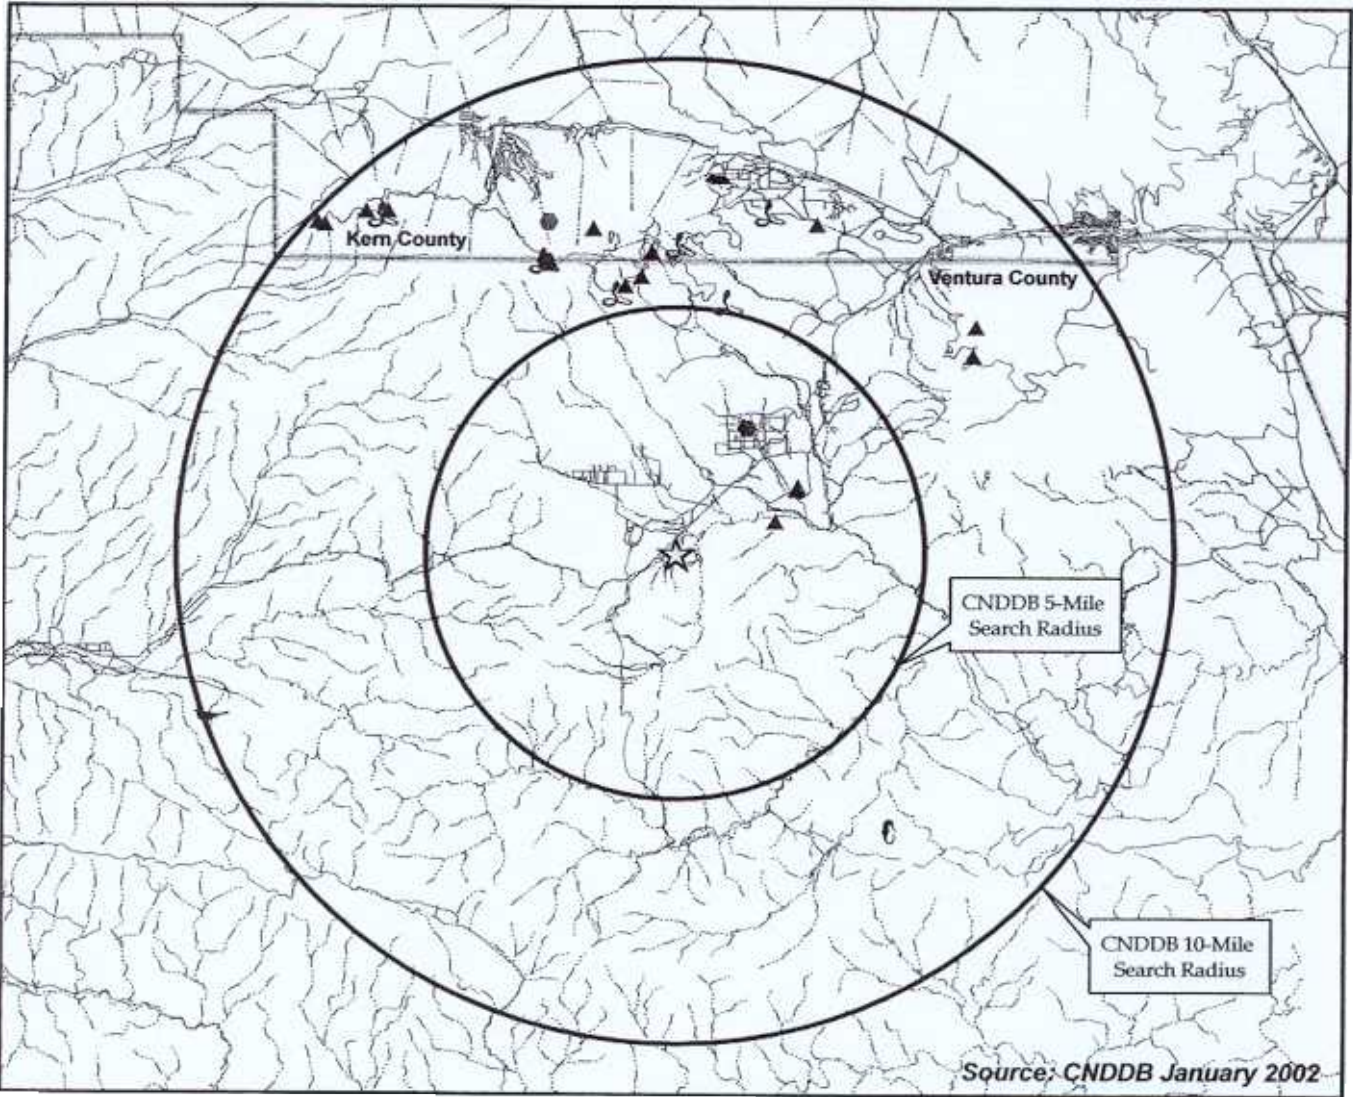 Kern County
Ventura County
CNDDB 5-Mile
Search Radius
CNDDB 10-Mile
Search Radius
Source: CNDDB January 2002